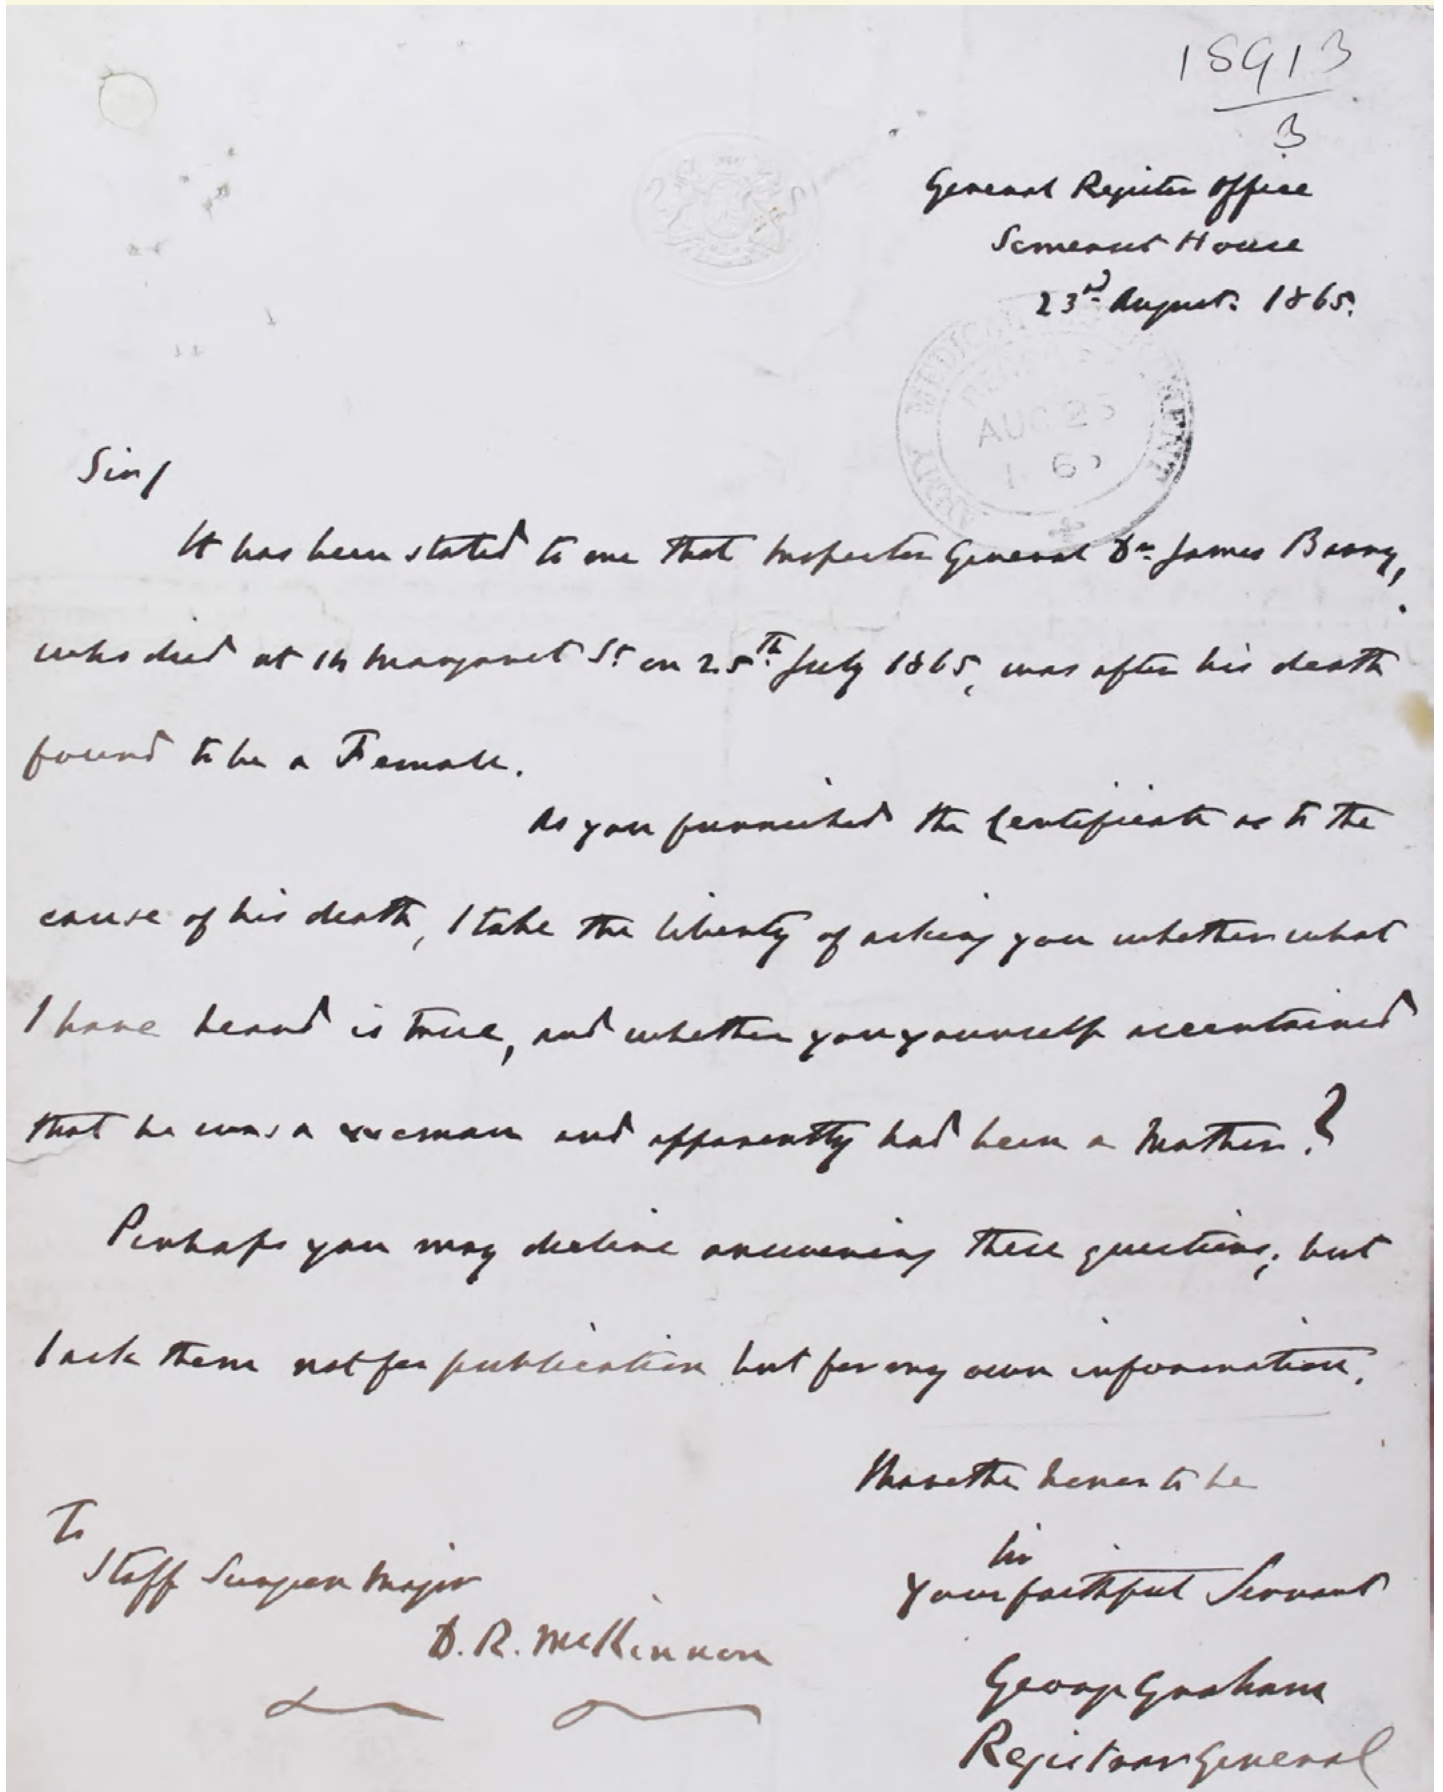 18913
3
General Register Office
Somerset House
23rd August. 1865.
ARMY MEDICAL DEPARTMENT
AUG 25
Sir/
It has been stated to me that Inspector General Dr James Barry,
who died at 14 Margaret St on 25th July 1865, was after his death
found to be a Female.
As you furnished the Certificate as to the
cause of his death, I take the liberty of asking you whether what
I have heard is true, and whether you yourself ascertained
that he was a woman and apparently had been a Mother?
Perhaps you may decline answering these questions; but
I ask them not for publication but for my own information.
I have the honor to be
Sir
Your faithful Servant
George Graham
Registrar General
To
Staff Surgeon Major
D. R. McKinnon